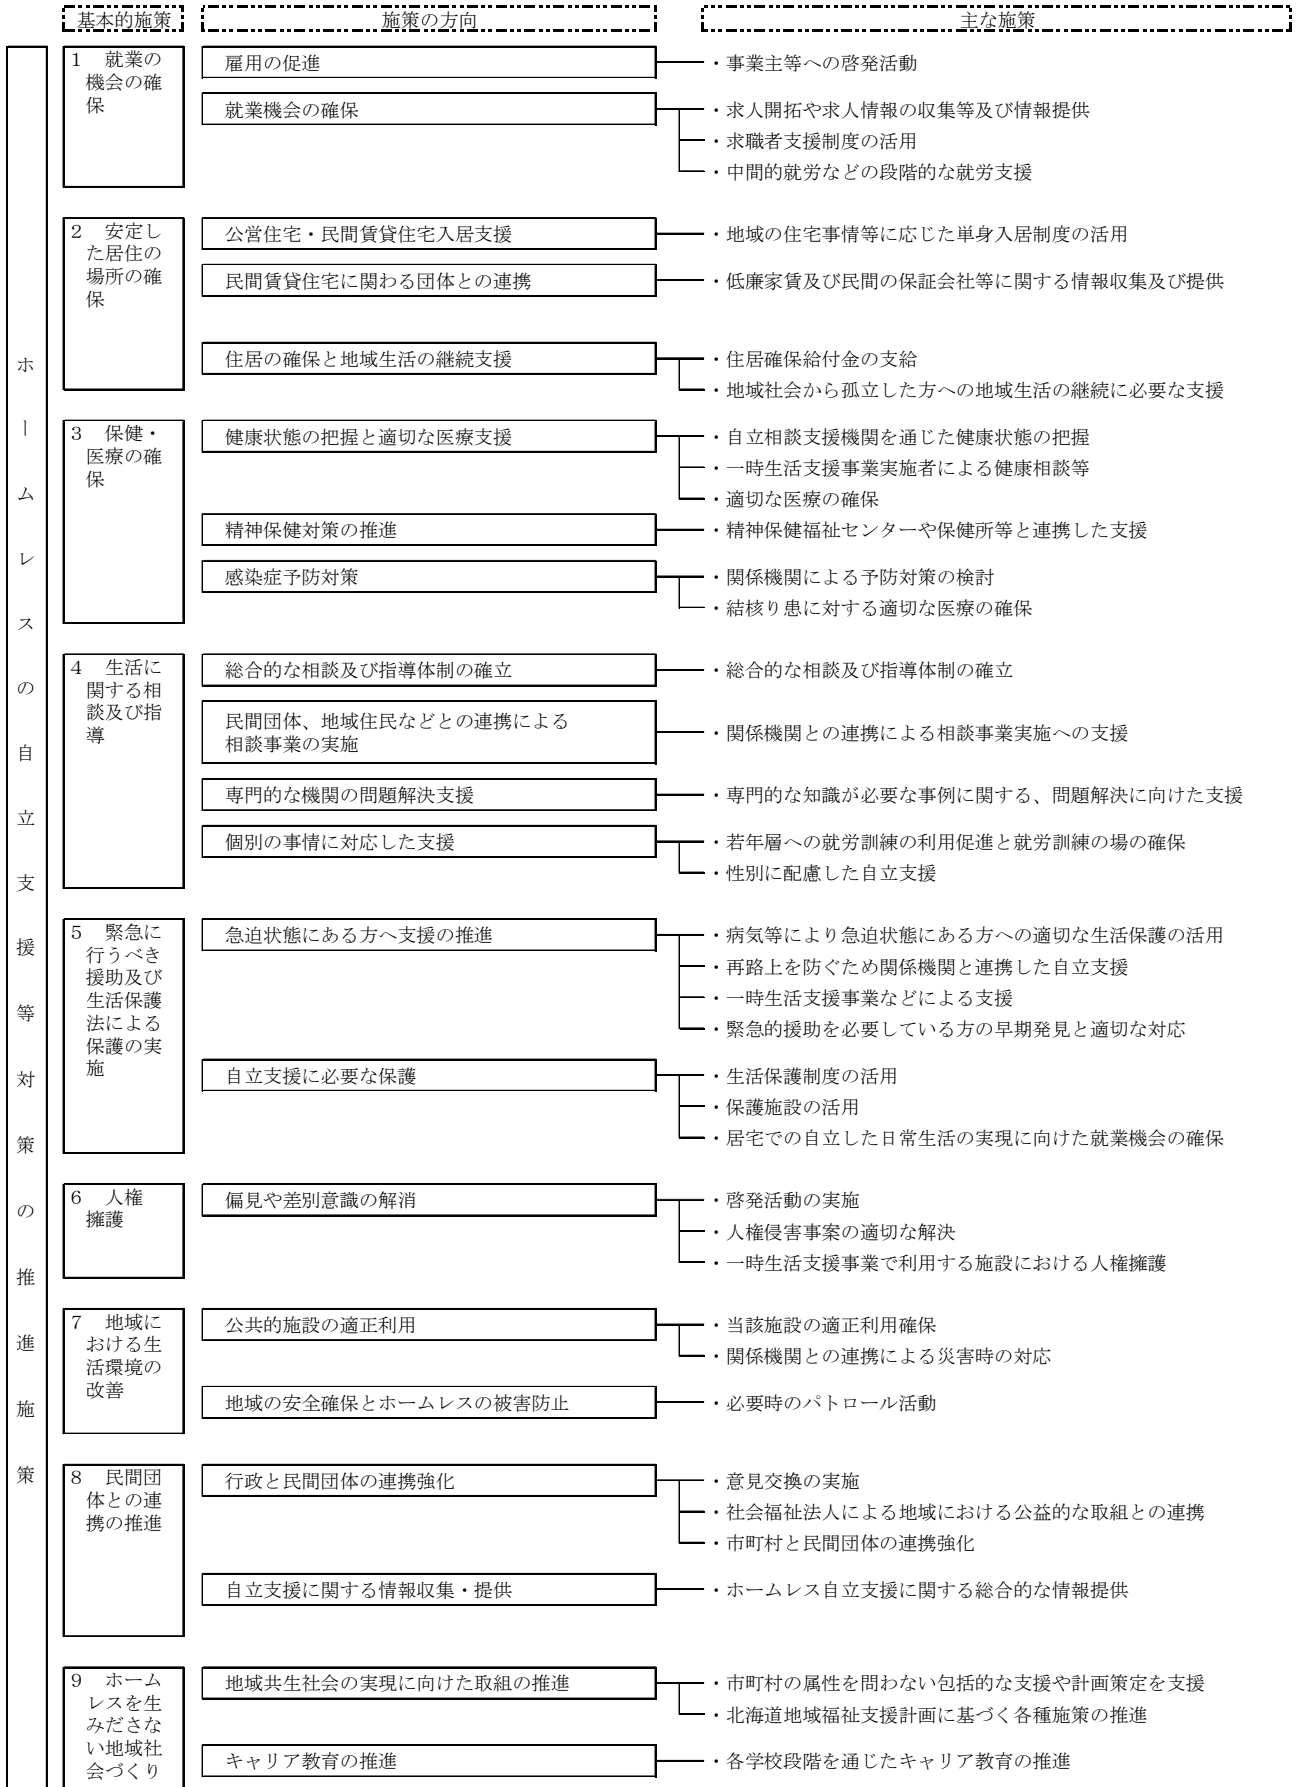 基本的施策　施策の方向　主な施策
ホームレスの自立支援等対策の推進施策
1　就業の
機会の確
保
雇用の促進
・事業主等への啓発活動
就業機会の確保
・求人開拓や求人情報の収集等及び情報提供
・求職者支援制度の活用
・中間的就労などの段階的な就労支援
2　安定し
た居住の
場所の確
保
公営住宅・民間賃貸住宅入居支援
・地域の住宅事情等に応じた単身入居制度の活用
民間賃貸住宅に関わる団体との連携
・低廉家賃及び民間の保証会社等に関する情報収集及び提供
住居の確保と地域生活の継続支援
・住居確保給付金の支給
・地域社会から孤立した方への地域生活の継続に必要な支援
3　保健・
医療の確
保
健康状態の把握と適切な医療支援
・自立相談支援機関を通じた健康状態の把握
・一時生活支援事業実施者による健康相談等
・適切な医療の確保
精神保健対策の推進
・精神保健福祉センターや保健所等と連携した支援
感染症予防対策
・関係機関による予防対策の検討
・結核り患に対する適切な医療の確保
4　生活に
関する相
談及び指
導
総合的な相談及び指導体制の確立
・総合的な相談及び指導体制の確立
民間団体、地域住民などとの連携による
相談事業の実施
・関係機関との連携による相談事業実施への支援
専門的な機関の問題解決支援
・専門的な知識が必要な事例に関する、問題解決に向けた支援
個別の事情に対応した支援
・若年層への就労訓練の利用促進と就労訓練の場の確保
・性別に配慮した自立支援
5　緊急に
行うべき
援助及び
生活保護
法による
保護の実
施
急迫状態にある方へ支援の推進
・病気等により急迫状態にある方への適切な生活保護の活用
・再路上を防ぐため関係機関と連携した自立支援
・一時生活支援事業などによる支援
・緊急的援助を必要している方の早期発見と適切な対応
自立支援に必要な保護
・生活保護制度の活用
・保護施設の活用
・居宅での自立した日常生活の実現に向けた就業機会の確保
6　人権
擁護
偏見や差別意識の解消
・啓発活動の実施
・人権侵害事案の適切な解決
・一時生活支援事業で利用する施設における人権擁護
7　地域に
おける生
活環境の
改善
公共的施設の適正利用
・当該施設の適正利用確保
・関係機関との連携による災害時の対応
地域の安全確保とホームレスの被害防止
・必要時のパトロール活動
8　民間団
体との連
携の推進
行政と民間団体の連携強化
・意見交換の実施
・社会福祉法人による地域における公益的な取組との連携
・市町村と民間団体の連携強化
自立支援に関する情報収集・提供
・ホームレス自立支援に関する総合的な情報提供
9　ホーム
レスを生
みださな
い地域社
会づくり
地域共生社会の実現に向けた取組の推進
・市町村の属性を問わない包括的な支援や計画策定を支援
・北海道地域福祉支援計画に基づく各種施策の推進
キャリア教育の推進
・各学校段階を通じたキャリア教育の推進